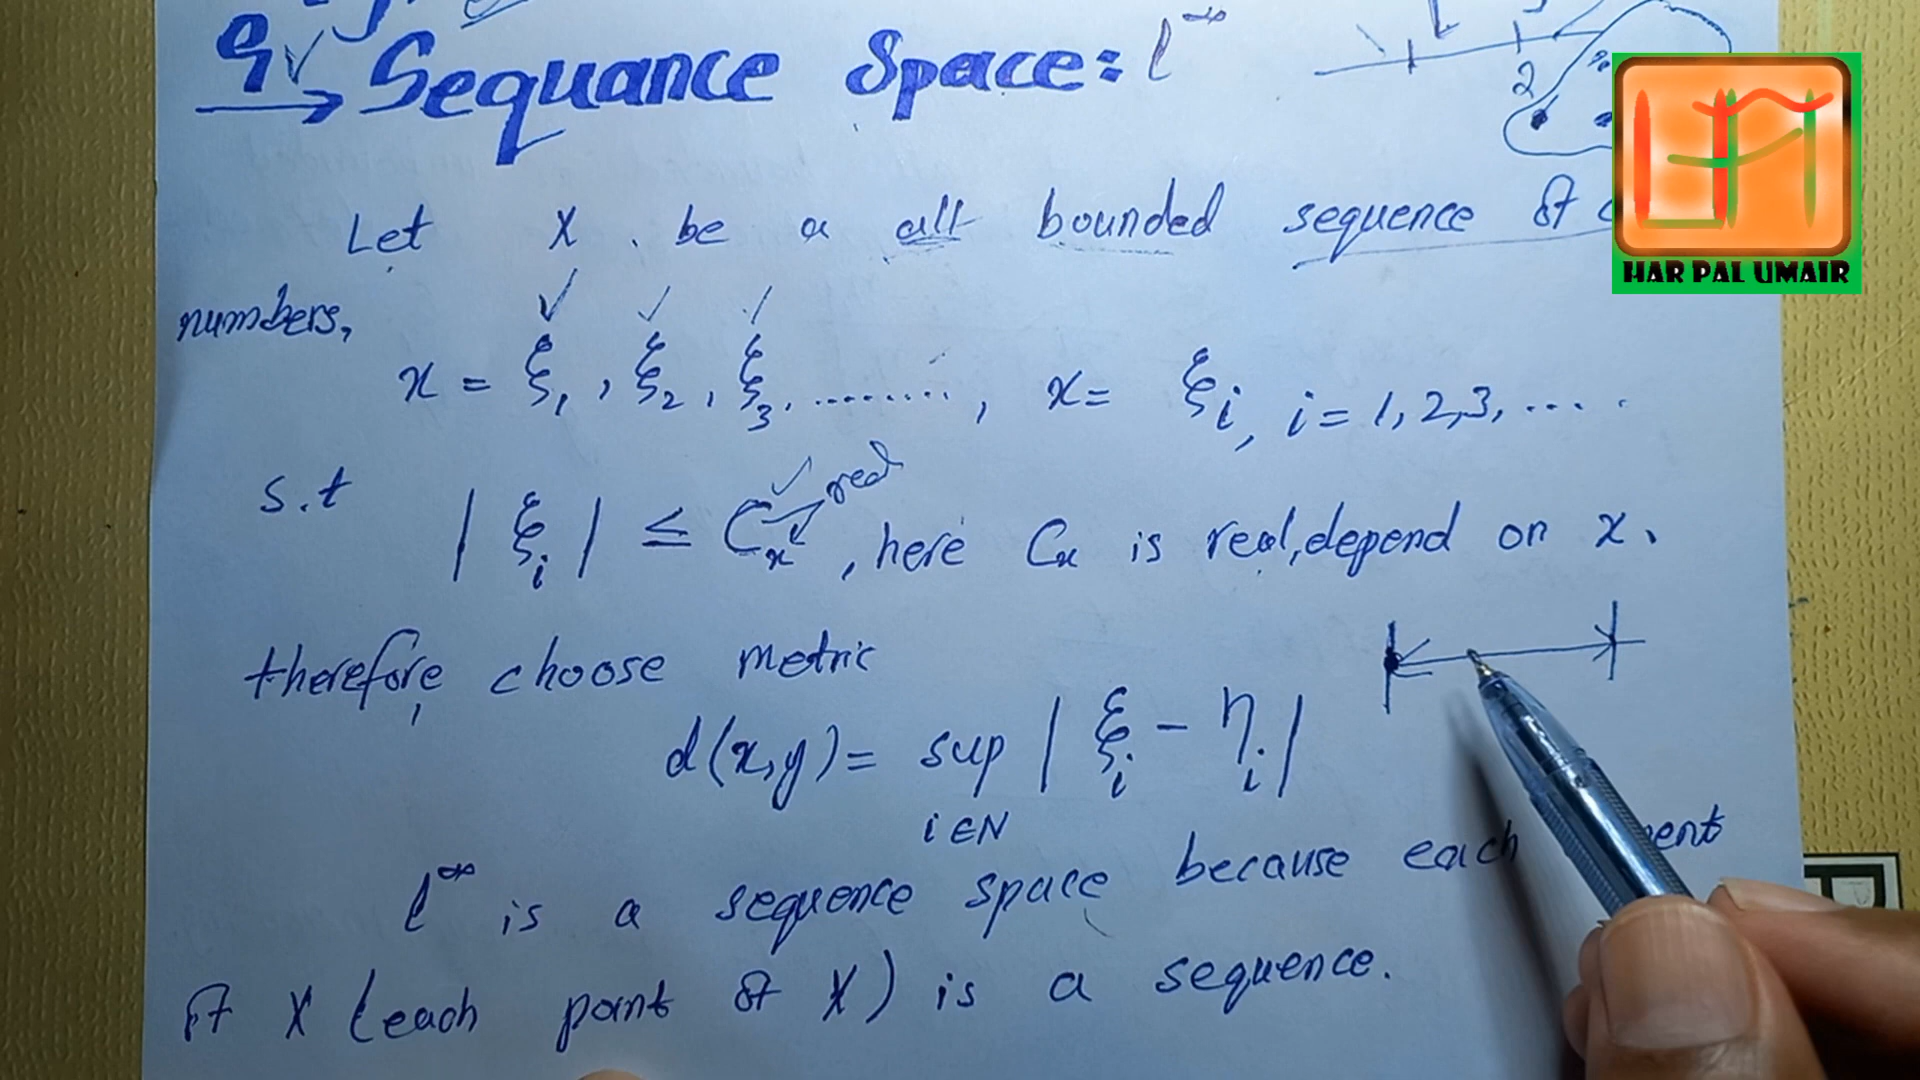 9 → Sequance Space: l^∞
2
Let X be a all bounded sequence of
numbers,
x = ξ₁, ξ₂, ξ₃, ........., x = ξᵢ, i = 1, 2, 3, ....
s.t |ξᵢ| ≤ Cₓ real, here Cₓ is real, depend on x.
therefore, choose metric
d(x,y) = sup |ξᵢ - ηᵢ|
i∈N
l^∞ is a sequence space because each
of X (each point of X) is a sequence.
HAR PAL UMAIR